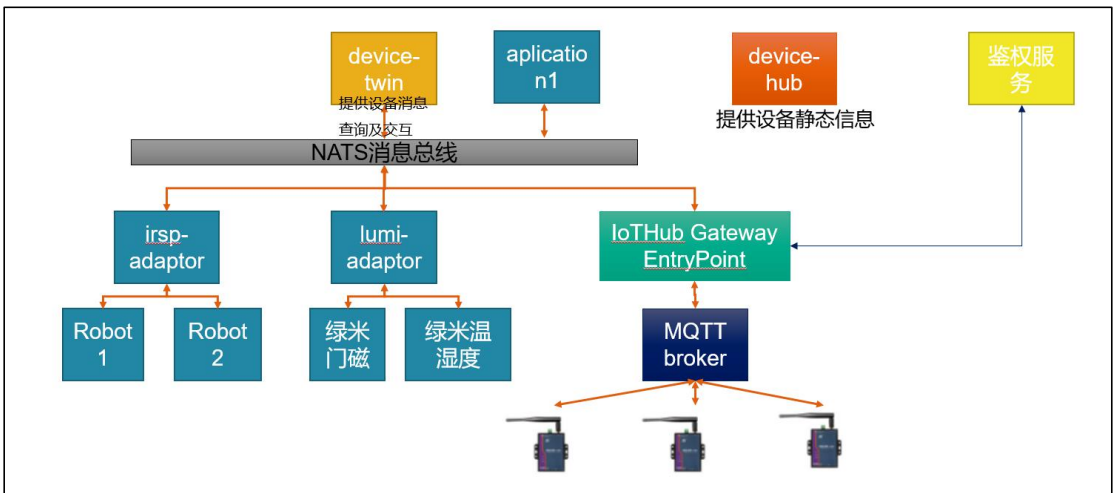 device-
twin
提供设备消息
查询及交互
aplicatio
n1
device-
hub
提供设备静态信息
鉴权服
务
NATS消息总线
irsp-
adaptor
lumi-
adaptor
IoTHub Gateway
EntryPoint
Robot
1
Robot
2
绿米
门磁
绿米温
湿度
MQTT
broker